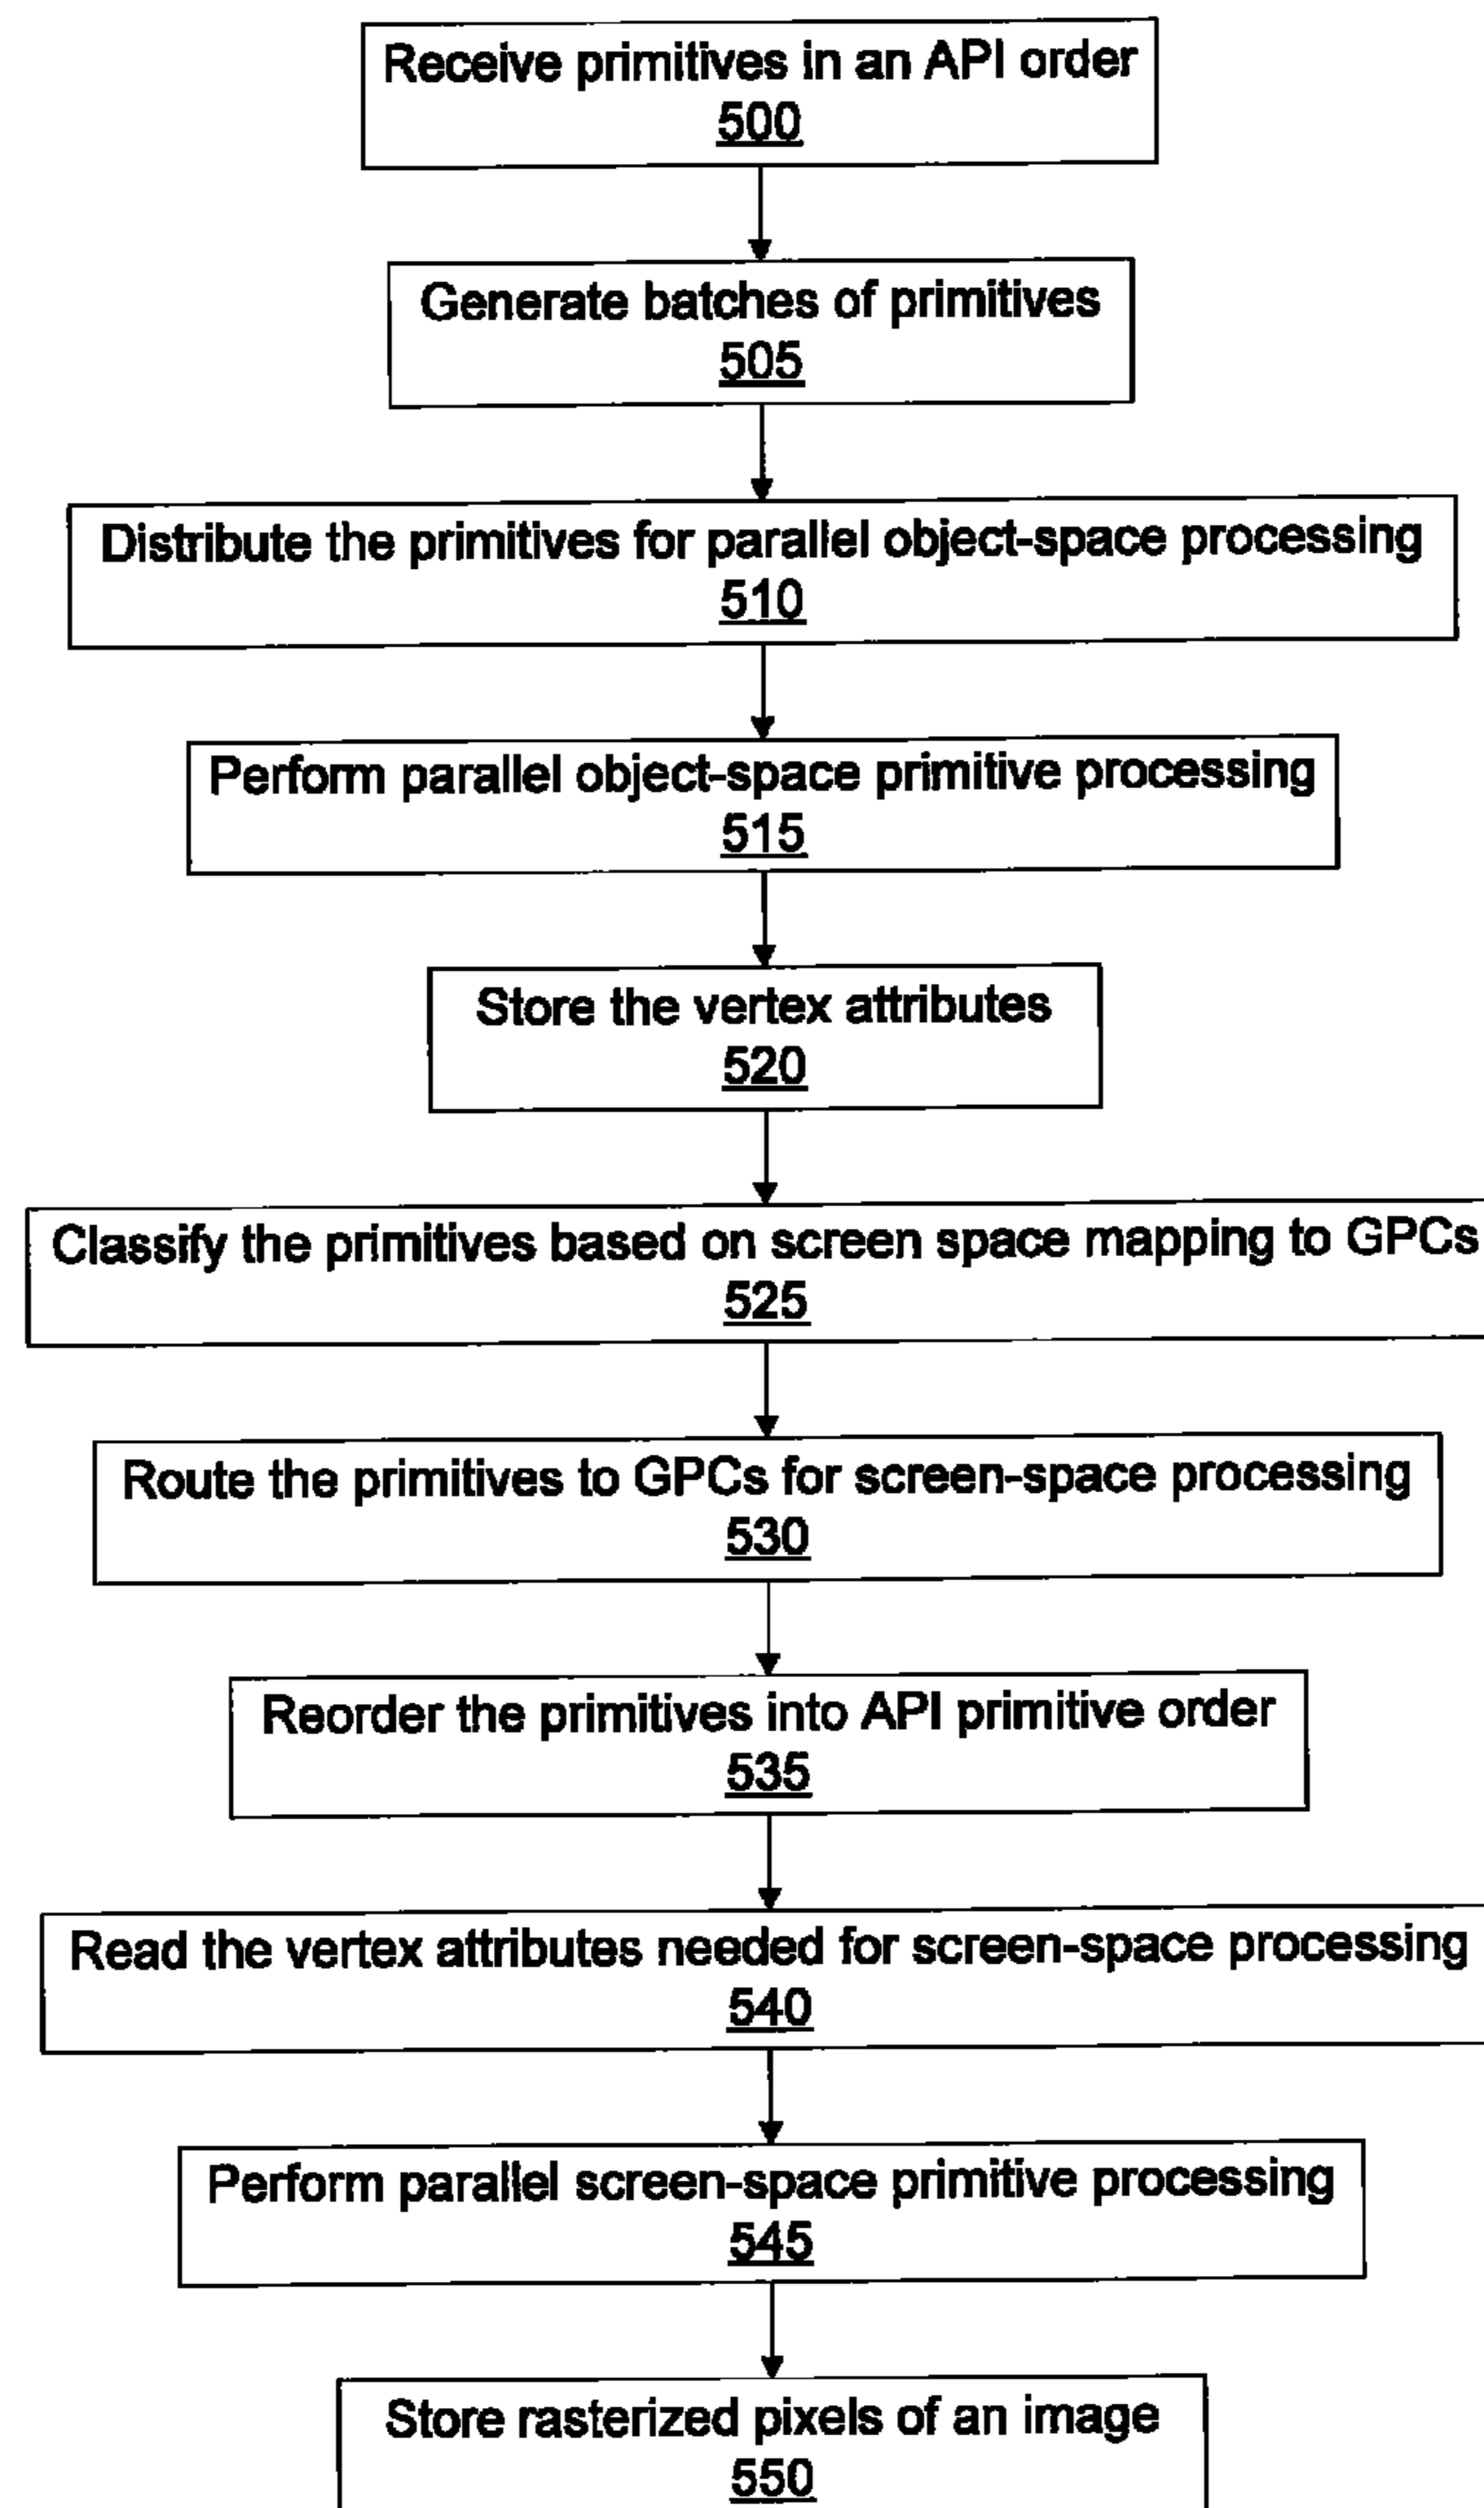 Receive primitives in an API order
500
Generate batches of primitives
505
Distribute the primitives for parallel object-space processing
510
Perform parallel object-space primitive processing
515
Store the vertex attributes
520
Classify the primitives based on screen space mapping to GPCs
525
Route the primitives to GPCs for screen-space processing
530
Reorder the primitives into API primitive order
535
Read the vertex attributes needed for screen-space processing
540
Perform parallel screen-space primitive processing
545
Store rasterized pixels of an image
550